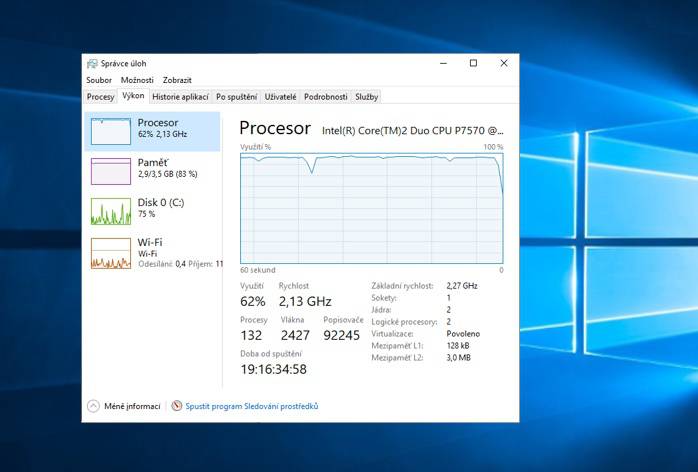 Správce úloh
Soubor Možnosti Zobrazit
Procesy Výkon Historie aplikací Po spuštění Uživatelé Podrobnosti Služby
Procesor
62% 2,13 GHz
Paměť
2,9/3,5 GB (83 %)
Disk 0 (C:)
75 %
Wi-Fi
Wi-Fi
Odesílání: 0,4 Příjem: 11
Procesor Intel(R) Core(TM)2 Duo CPU P7570 @...
Využití % 100 %
60 sekund 0
Využití Rychlost
62% 2,13 GHz
Procesy Vlákna Popisovače
132 2427 92245
Doba od spuštění
19:16:34:58
Základní rychlost: 2,27 GHz
Sokety: 1
Jádra: 2
Logické procesory: 2
Virtualizace: Povoleno
Mezipaměť L1: 128 kB
Mezipaměť L2: 3,0 MB
Méně informací Spustit program Sledování prostředků